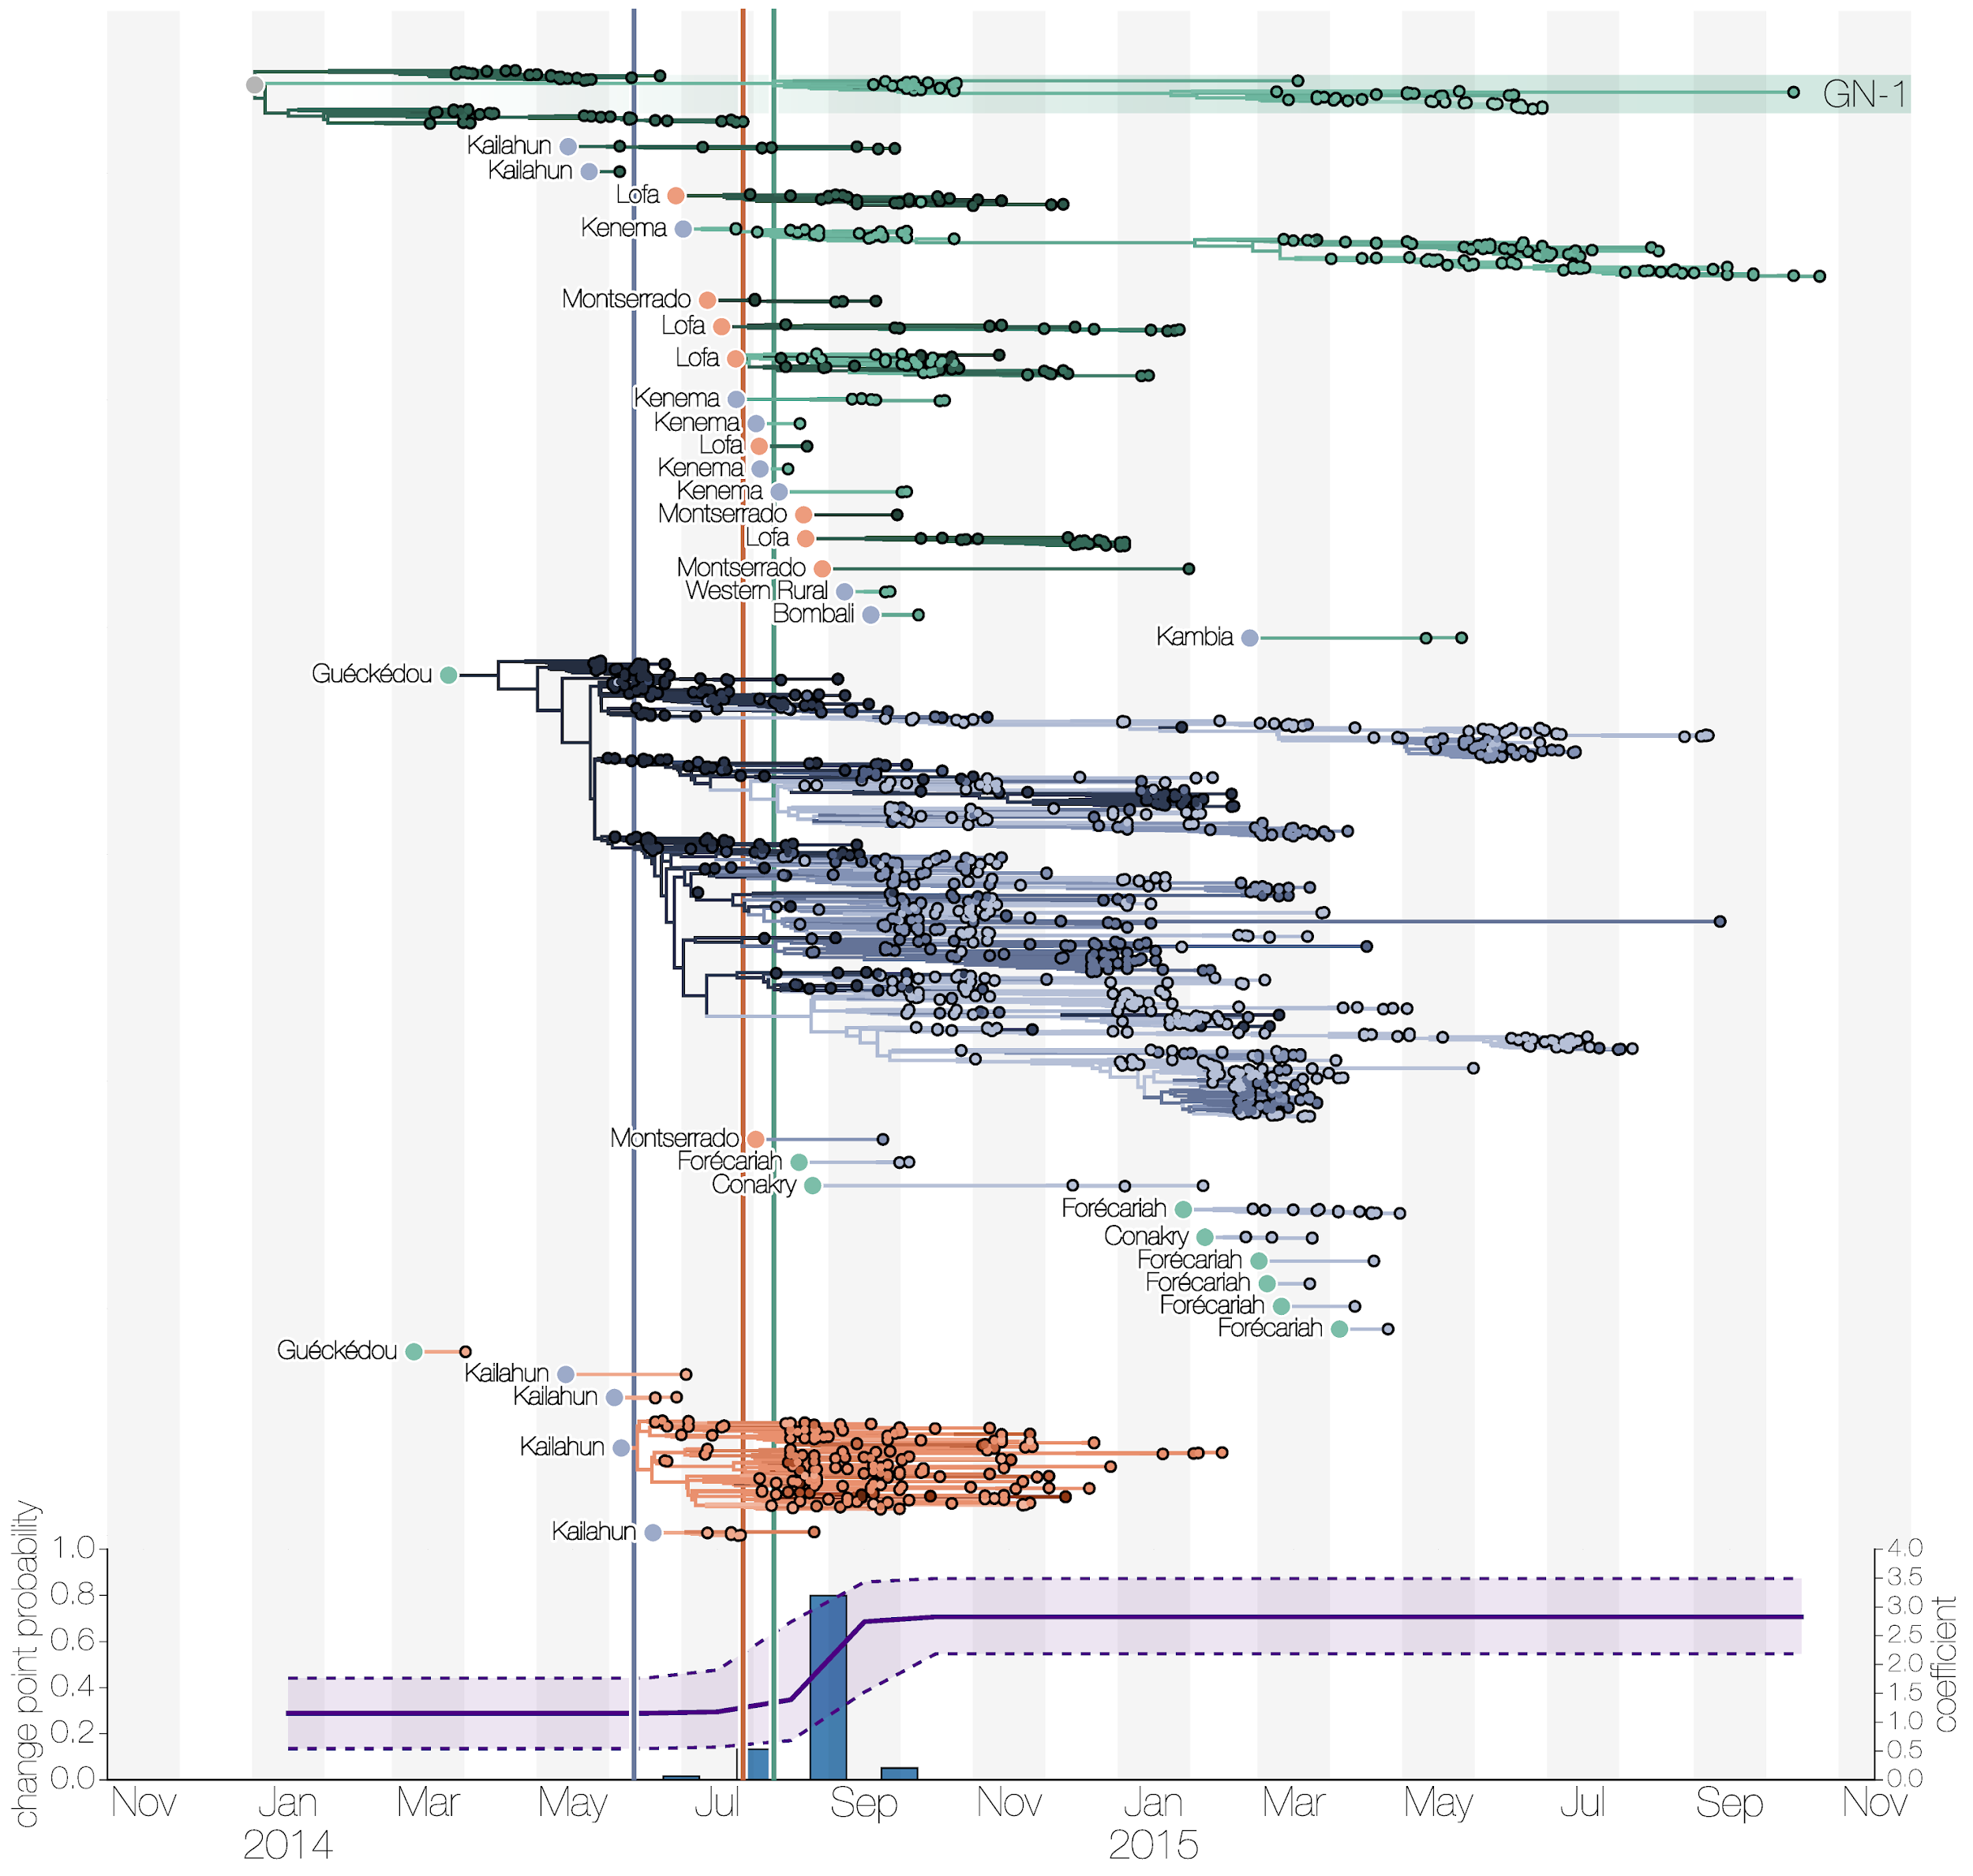 GN-1
Kailahun
Kailahun
Lofa
Kenema
Montserrado
Lofa
Lofa
Kenema
Kenema
Lofa
Kenema
Kenema
Montserrado
Lofa
Montserrado
Western Rural
Bombali
Kambia
Guéckédou
Montserrado
Forécariah
Conakry
Forécariah
Conakry
Forécariah
Forécariah
Forécariah
Forécariah
Guéckédou
Kailahun
Kailahun
Kailahun
Kailahun
change point probability
1.0
0.8
0.6
0.4
0.2
0.0
4.0
3.5
3.0
2.5
2.0
1.5
1.0
0.5
0.0
coefficient
Nov Jan Mar May Jul Sep Nov Jan Mar May Jul Sep Nov
2014 2015